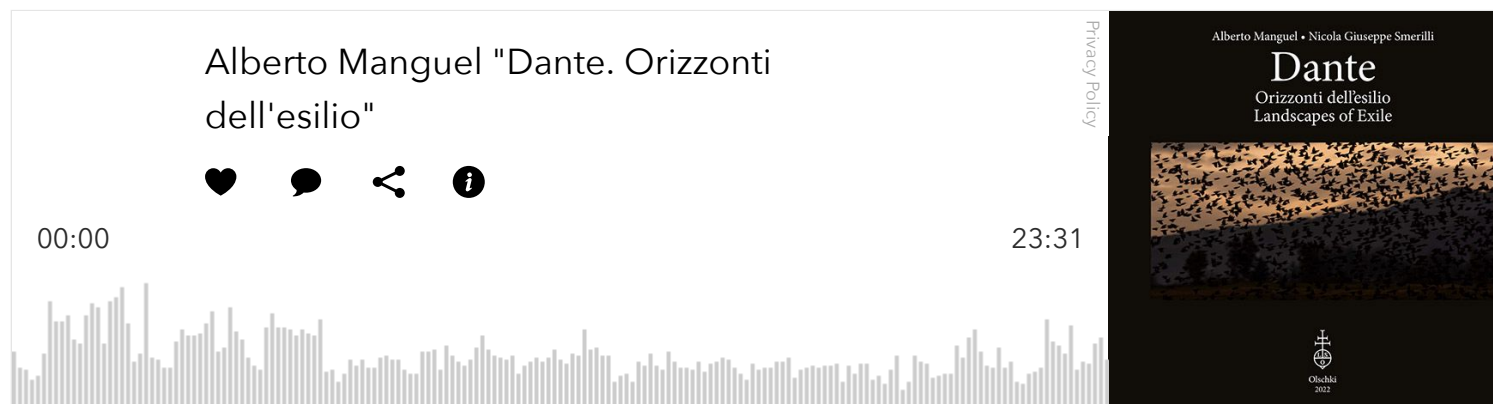 Alberto Manguel "Dante. Orizzonti
dell'esilio"
00:00
23:31
Privacy Policy
Alberto Manguel • Nicola Giuseppe Smerilli
Dante
Orizzonti dell'esilio
Landscapes of Exile
Olschki
2022